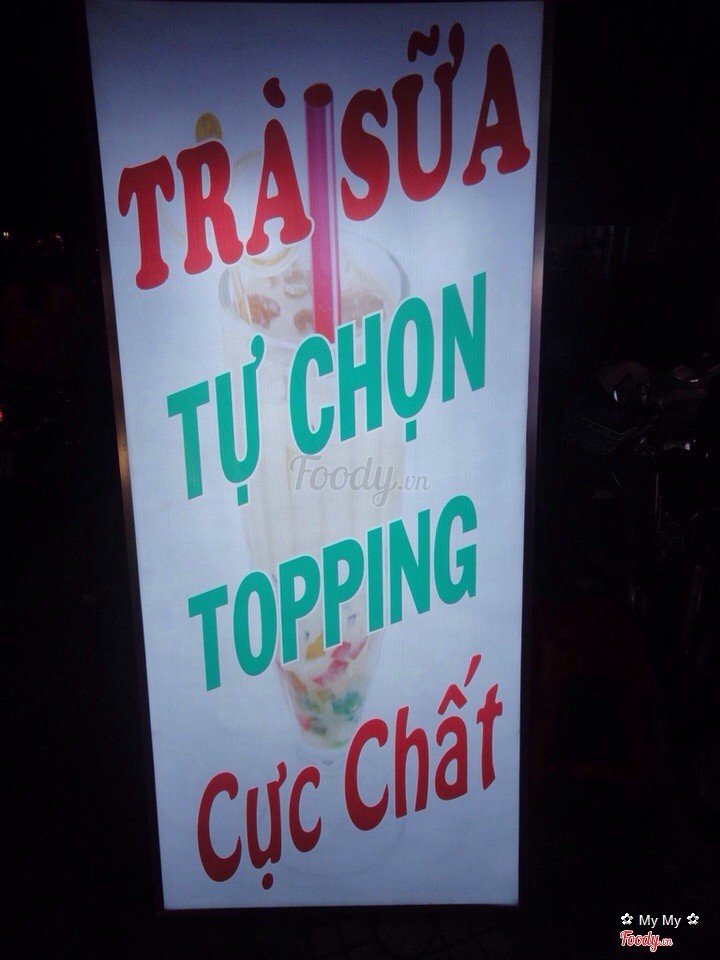 TRÀ SỮA
TỰ CHỌN
Foody.vn
TOPPING
Cực Chất
✿ My My ✿
Foody.vn